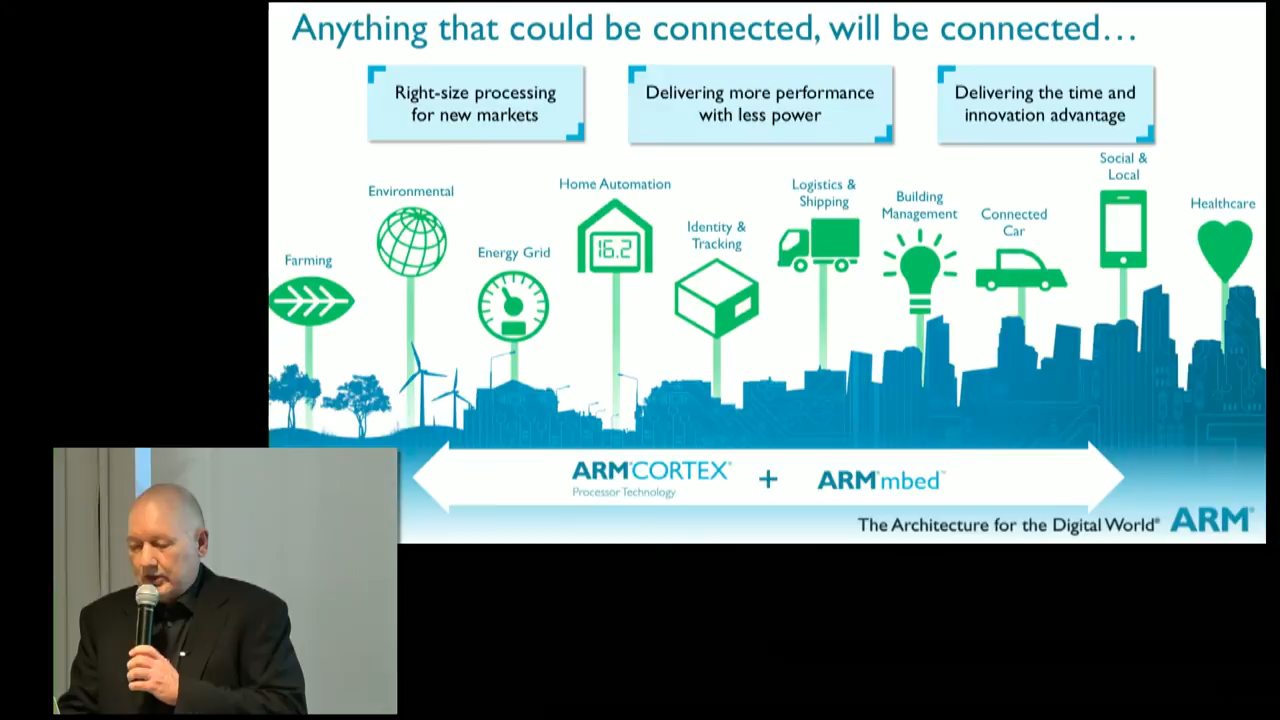 Anything that could be connected, will be connected...
Right-size processing
for new markets
Delivering more performance
with less power
Delivering the time and
innovation advantage
Farming
Environmental
Energy Grid
Home Automation
16.2
Identity &
Tracking
Logistics &
Shipping
Building
Management
Connected
Car
Social &
Local
Healthcare
ARM®CORTEX®
Processor Technology
+
ARM®mbed™
The Architecture for the Digital World® ARM®